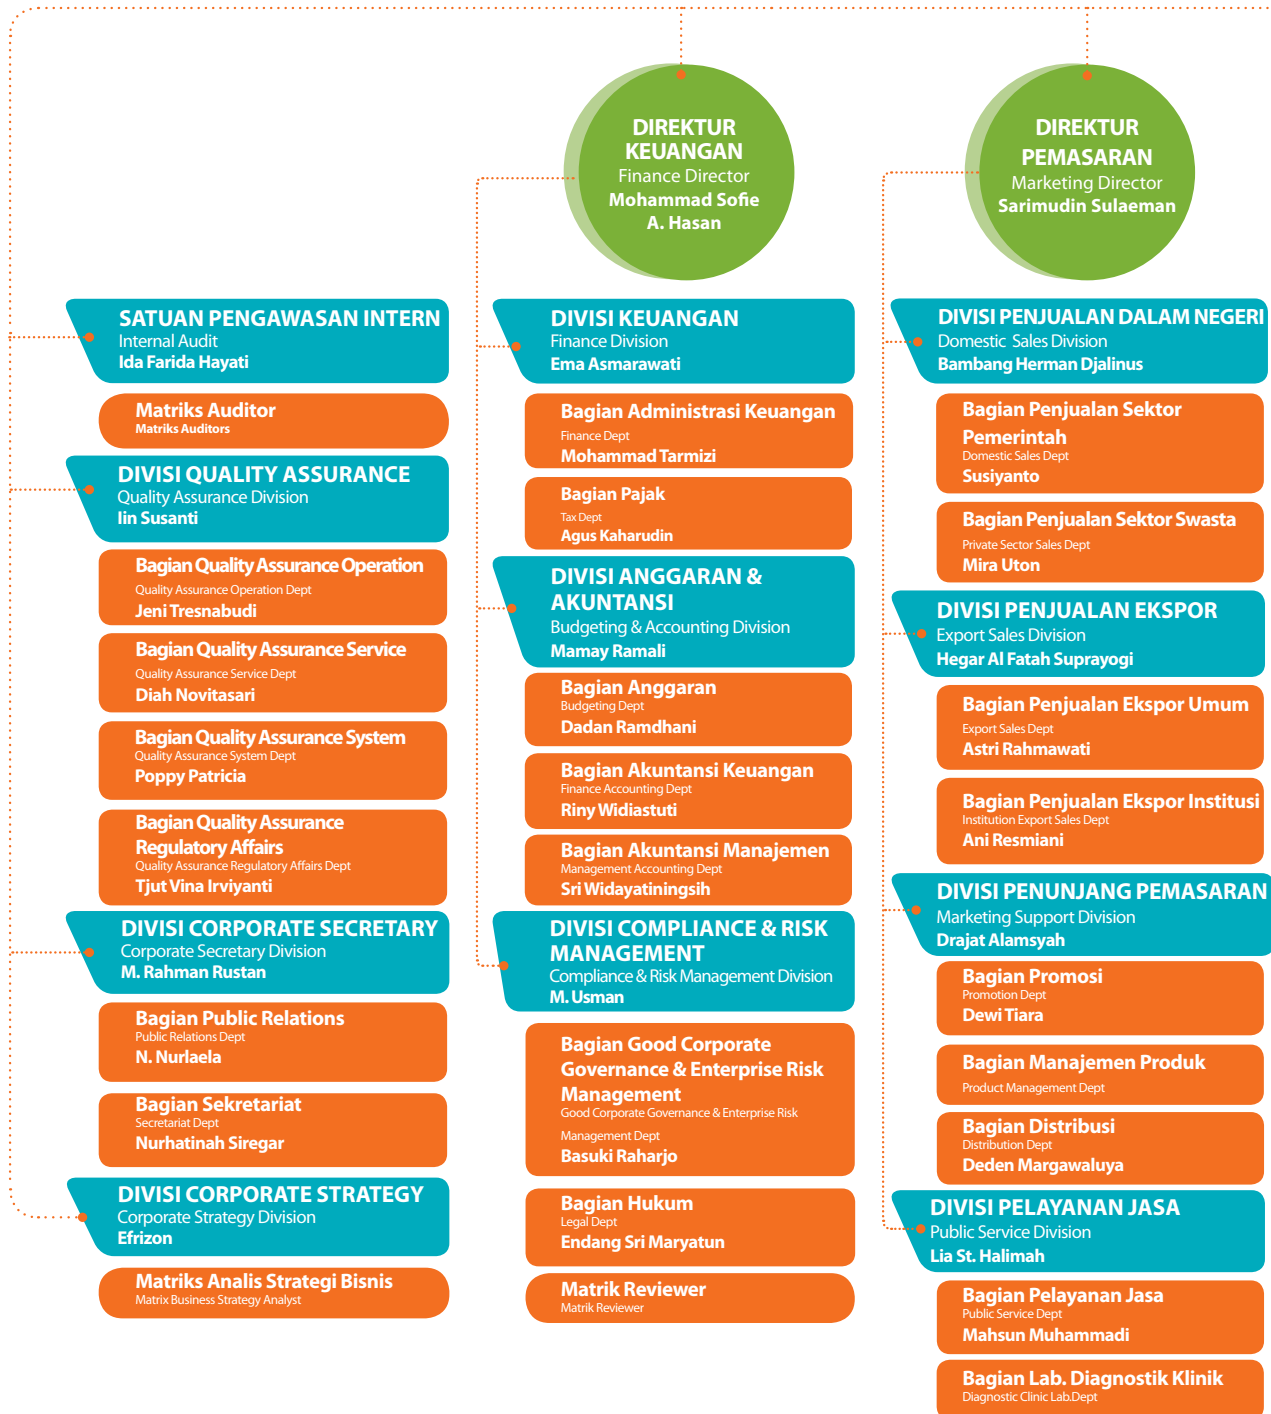 DIREKTUR
KEUANGAN
Finance Director
Mohammad Sofie
A. Hasan
DIREKTUR
PEMASARAN
Marketing Director
Sarimudin Sulaeman
SATUAN PENGAWASAN INTERN
Internal Audit
Ida Farida Hayati
Matriks Auditor
Matriks Auditors
DIVISI QUALITY ASSURANCE
Quality Assurance Division
Iin Susanti
Bagian Quality Assurance Operation
Quality Assurance Operation Dept
Jeni Tresnabudi
Bagian Quality Assurance Service
Quality Assurance Service Dept
Diah Novitasari
Bagian Quality Assurance System
Quality Assurance System Dept
Poppy Patricia
Bagian Quality Assurance
Regulatory Affairs
Quality Assurance Regulatory Affairs Dept
Tjut Vina Irviyanti
DIVISI CORPORATE SECRETARY
Corporate Secretary Division
M. Rahman Rustan
Bagian Public Relations
Public Relations Dept
N. Nurlaela
Bagian Sekretariat
Secretariat Dept
Nurhatinah Siregar
DIVISI CORPORATE STRATEGY
Corporate Strategy Division
Efrizon
Matriks Analis Strategi Bisnis
Matrix Business Strategy Analyst
DIVISI KEUANGAN
Finance Division
Ema Asmarawati
Bagian Administrasi Keuangan
Finance Dept
Mohammad Tarmizi
Bagian Pajak
Tax Dept
Agus Kaharudin
DIVISI ANGGARAN &
AKUNTANSI
Budgeting & Accounting Division
Mamay Ramali
Bagian Anggaran
Budgeting Dept
Dadan Ramdhani
Bagian Akuntansi Keuangan
Finance Accounting Dept
Riny Widiastuti
Bagian Akuntansi Manajemen
Management Accounting Dept
Sri Widayatiningsih
DIVISI COMPLIANCE & RISK
MANAGEMENT
Compliance & Risk Management Division
M. Usman
Bagian Good Corporate
Governance & Enterprise Risk
Management
Good Corporate Governance & Enterprise Risk
Management Dept
Basuki Raharjo
Bagian Hukum
Legal Dept
Endang Sri Maryatun
Matrik Reviewer
Matrik Reviewer
DIVISI PENJUALAN DALAM NEGERI
Domestic Sales Division
Bambang Herman Djalinus
Bagian Penjualan Sektor
Pemerintah
Domestic Sales Dept
Susiyanto
Bagian Penjualan Sektor Swasta
Private Sector Sales Dept
Mira Uton
DIVISI PENJUALAN EKSPOR
Export Sales Division
Hegar Al Fatah Suprayogi
Bagian Penjualan Ekspor Umum
Export Sales Dept
Astri Rahmawati
Bagian Penjualan Ekspor Institusi
Institution Export Sales Dept
Ani Resmiani
DIVISI PENUNJANG PEMASARAN
Marketing Support Division
Drajat Alamsyah
Bagian Promosi
Promotion Dept
Dewi Tiara
Bagian Manajemen Produk
Product Management Dept
Bagian Distribusi
Distribution Dept
Deden Margawaluya
DIVISI PELAYANAN JASA
Public Service Division
Lia St. Halimah
Bagian Pelayanan Jasa
Public Service Dept
Mahsun Muhammadi
Bagian Lab. Diagnostik Klinik
Diagnostic Clinic Lab.Dept